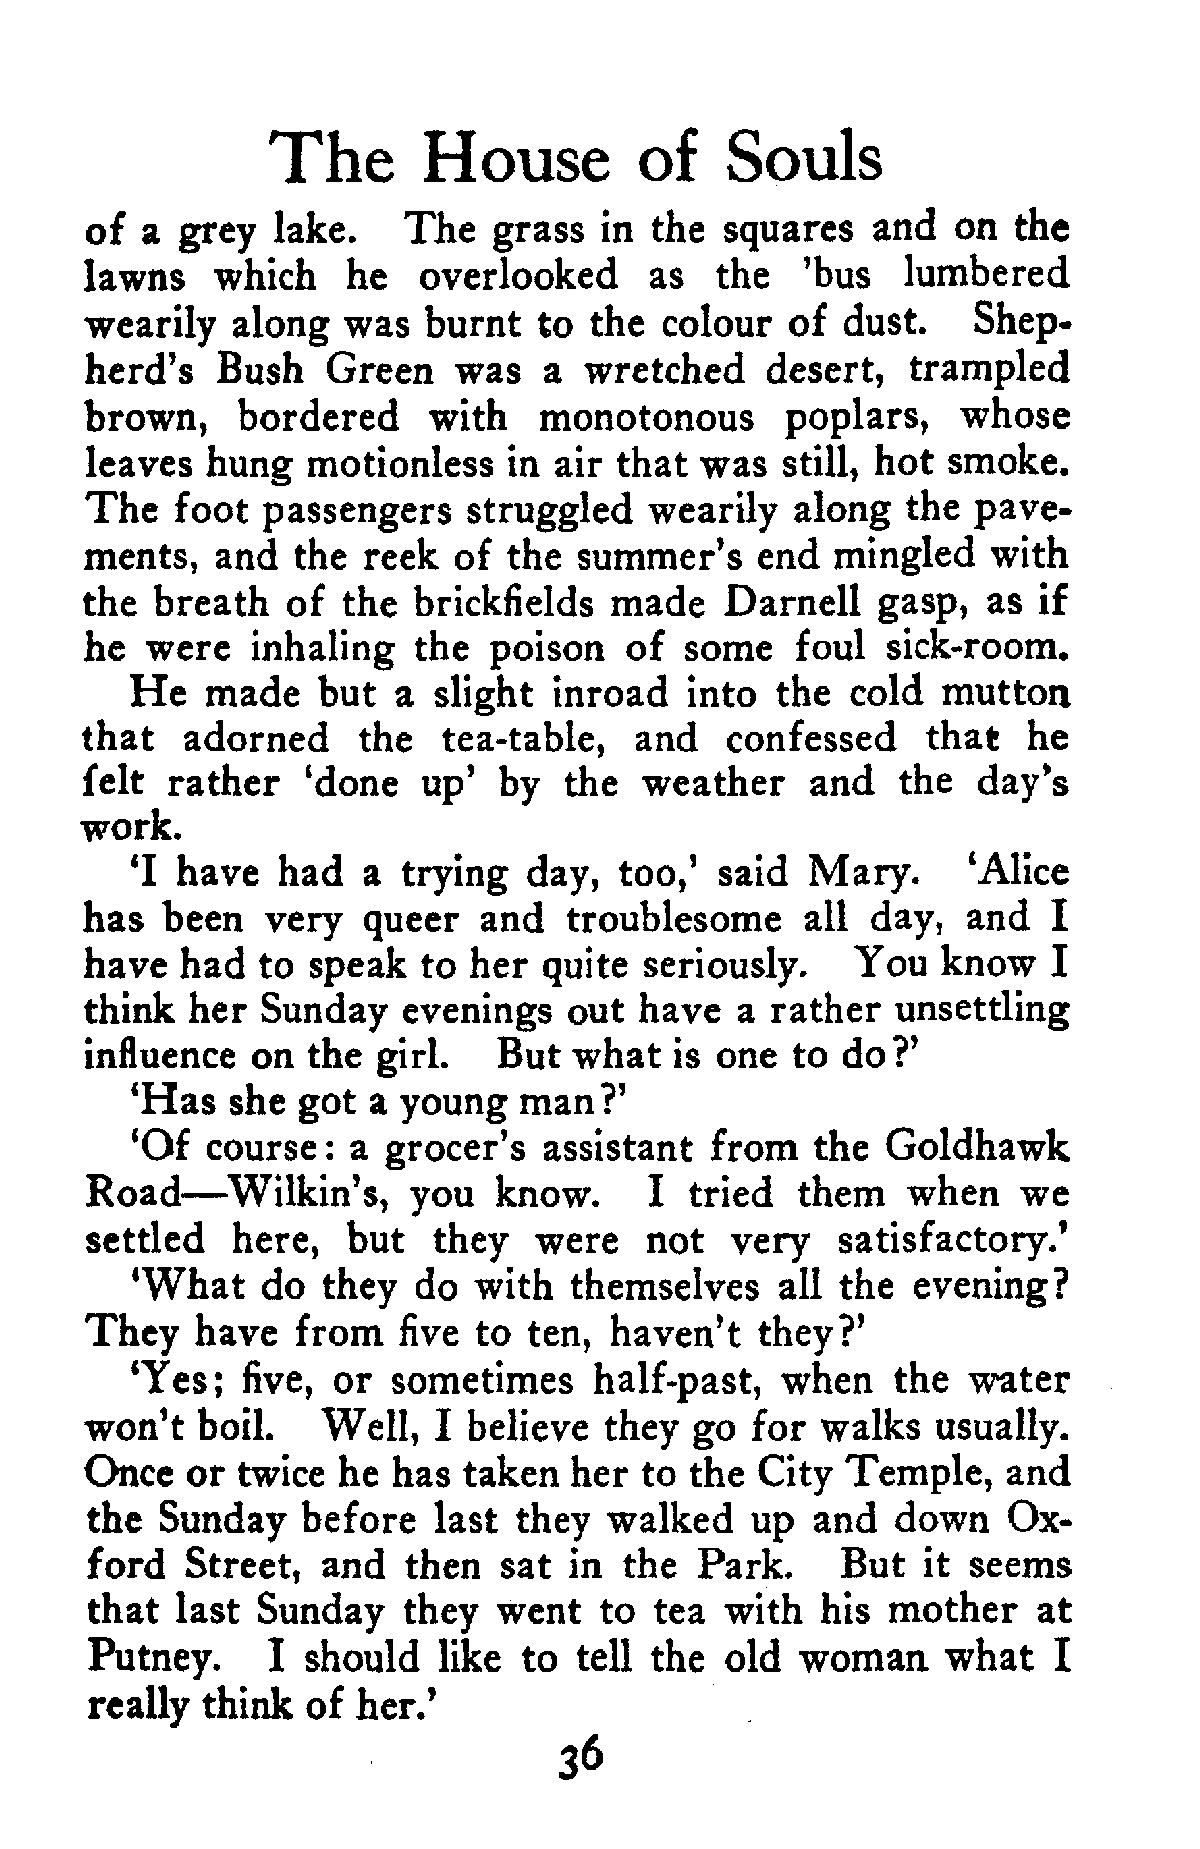 The House of Souls
of a grey lake. The grass in the squares and on the
lawns which he overlooked as the 'bus lumbered
wearily along was burnt to the colour of dust. Shep-
herd's Bush Green was a wretched desert, trampled
brown, bordered with monotonous poplars, whose
leaves hung motionless in air that was still, hot smoke.
The foot passengers struggled wearily along the pave-
ments, and the reek of the summer's end mingled with
the breath of the brickfields made Darnell gasp, as if
he were inhaling the poison of some foul sick-room.
He made but a slight inroad into the cold mutton
that adorned the tea-table, and confessed that he
felt rather ‘done up’ by the weather and the day's
work.
‘I have had a trying day, too,’ said Mary. ‘Alice
has been very queer and troublesome all day, and I
have had to speak to her quite seriously. You know I
think her Sunday evenings out have a rather unsettling
influence on the girl. But what is one to do?’
‘Has she got a young man?’
‘Of course: a grocer's assistant from the Goldhawk
Road—Wilkin's, you know. I tried them when we
settled here, but they were not very satisfactory.’
‘What do they do with themselves all the evening?
They have from five to ten, haven't they?’
‘Yes; five, or sometimes half-past, when the water
won't boil. Well, I believe they go for walks usually.
Once or twice he has taken her to the City Temple, and
the Sunday before last they walked up and down Ox-
ford Street, and then sat in the Park. But it seems
that last Sunday they went to tea with his mother at
Putney. I should like to tell the old woman what I
really think of her.’
36